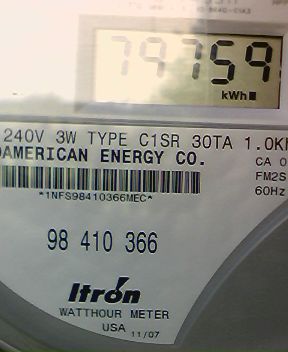 79759
kWh
240V 3W TYPE C1SR 30TA 1.0K
AMERICAN ENERGY CO.
CA 0
*1NFS98410366MEC*
FM2S
60Hz
98 410 366
Itrón
WATTHOUR METER
USA 11/07